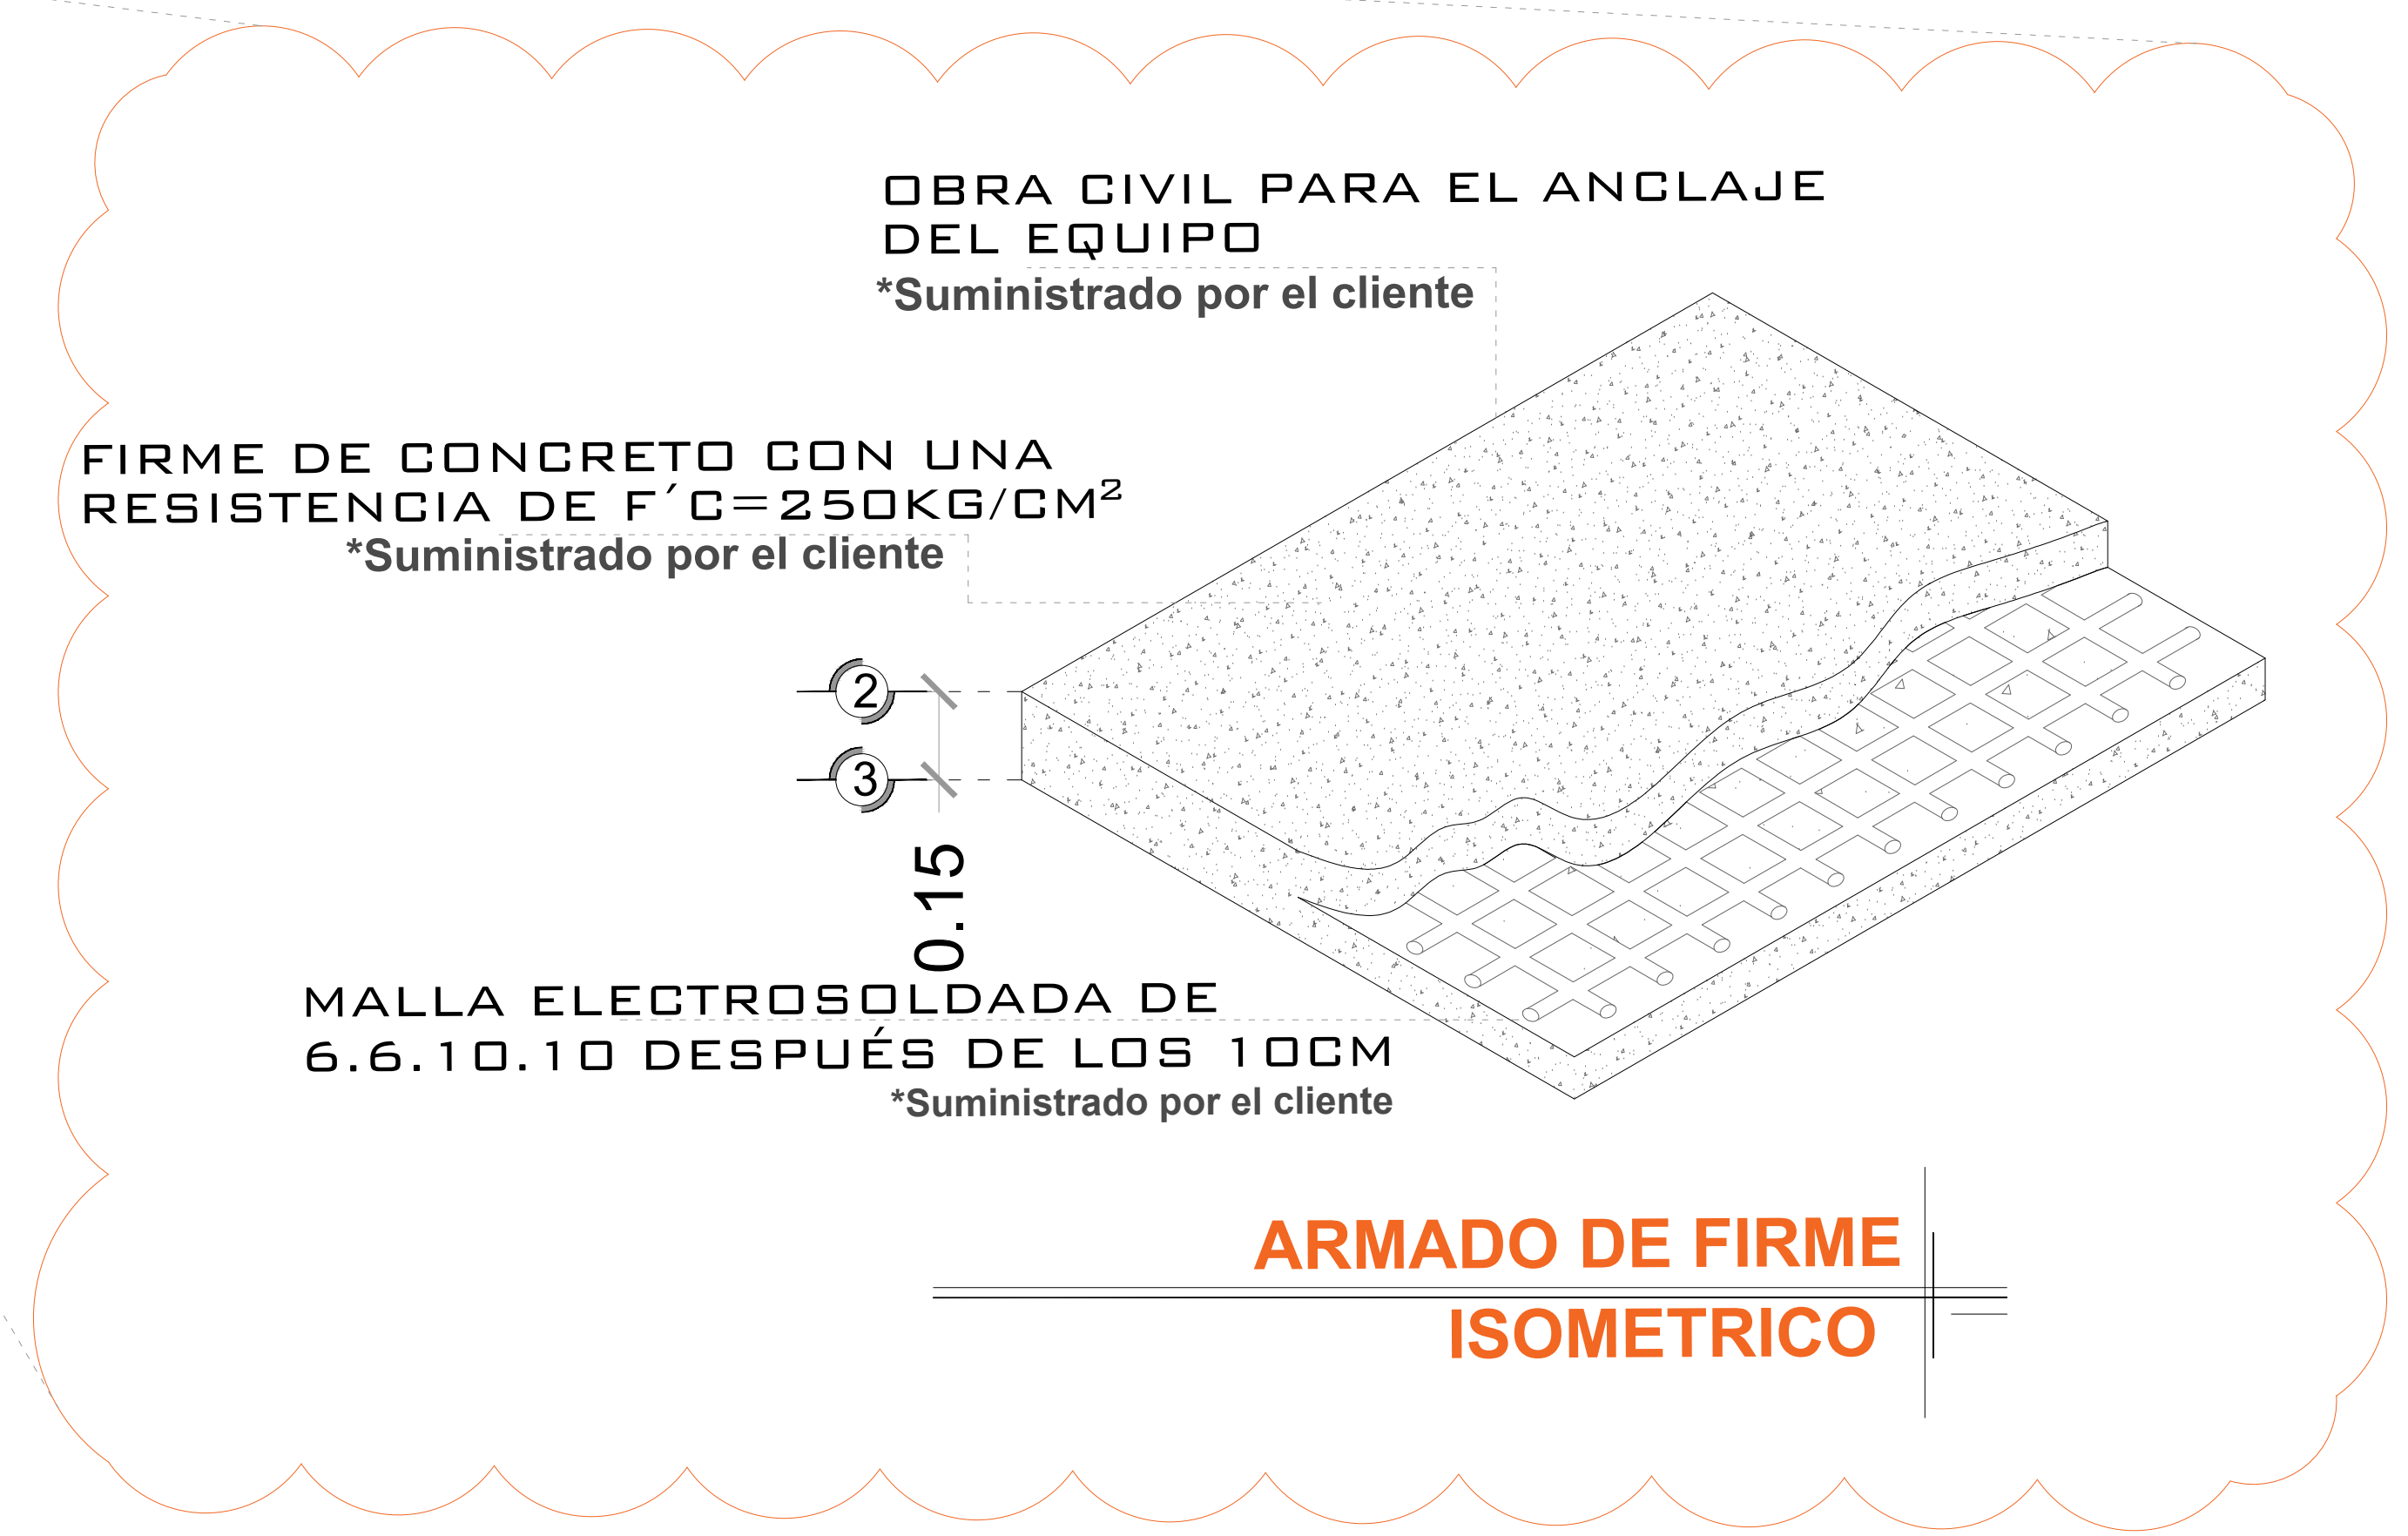 OBRA CIVIL PARA EL ANCLAJE
DEL EQUIPO
*Suministrado por el cliente
FIRME DE CONCRETO CON UNA
RESISTENCIA DE F´C=250KG/CM²
*Suministrado por el cliente
2
3
0.15
MALLA ELECTROSOLDADA DE
6.6.10.10 DESPUÉS DE LOS 10CM
*Suministrado por el cliente
ARMADO DE FIRME
ISOMETRICO